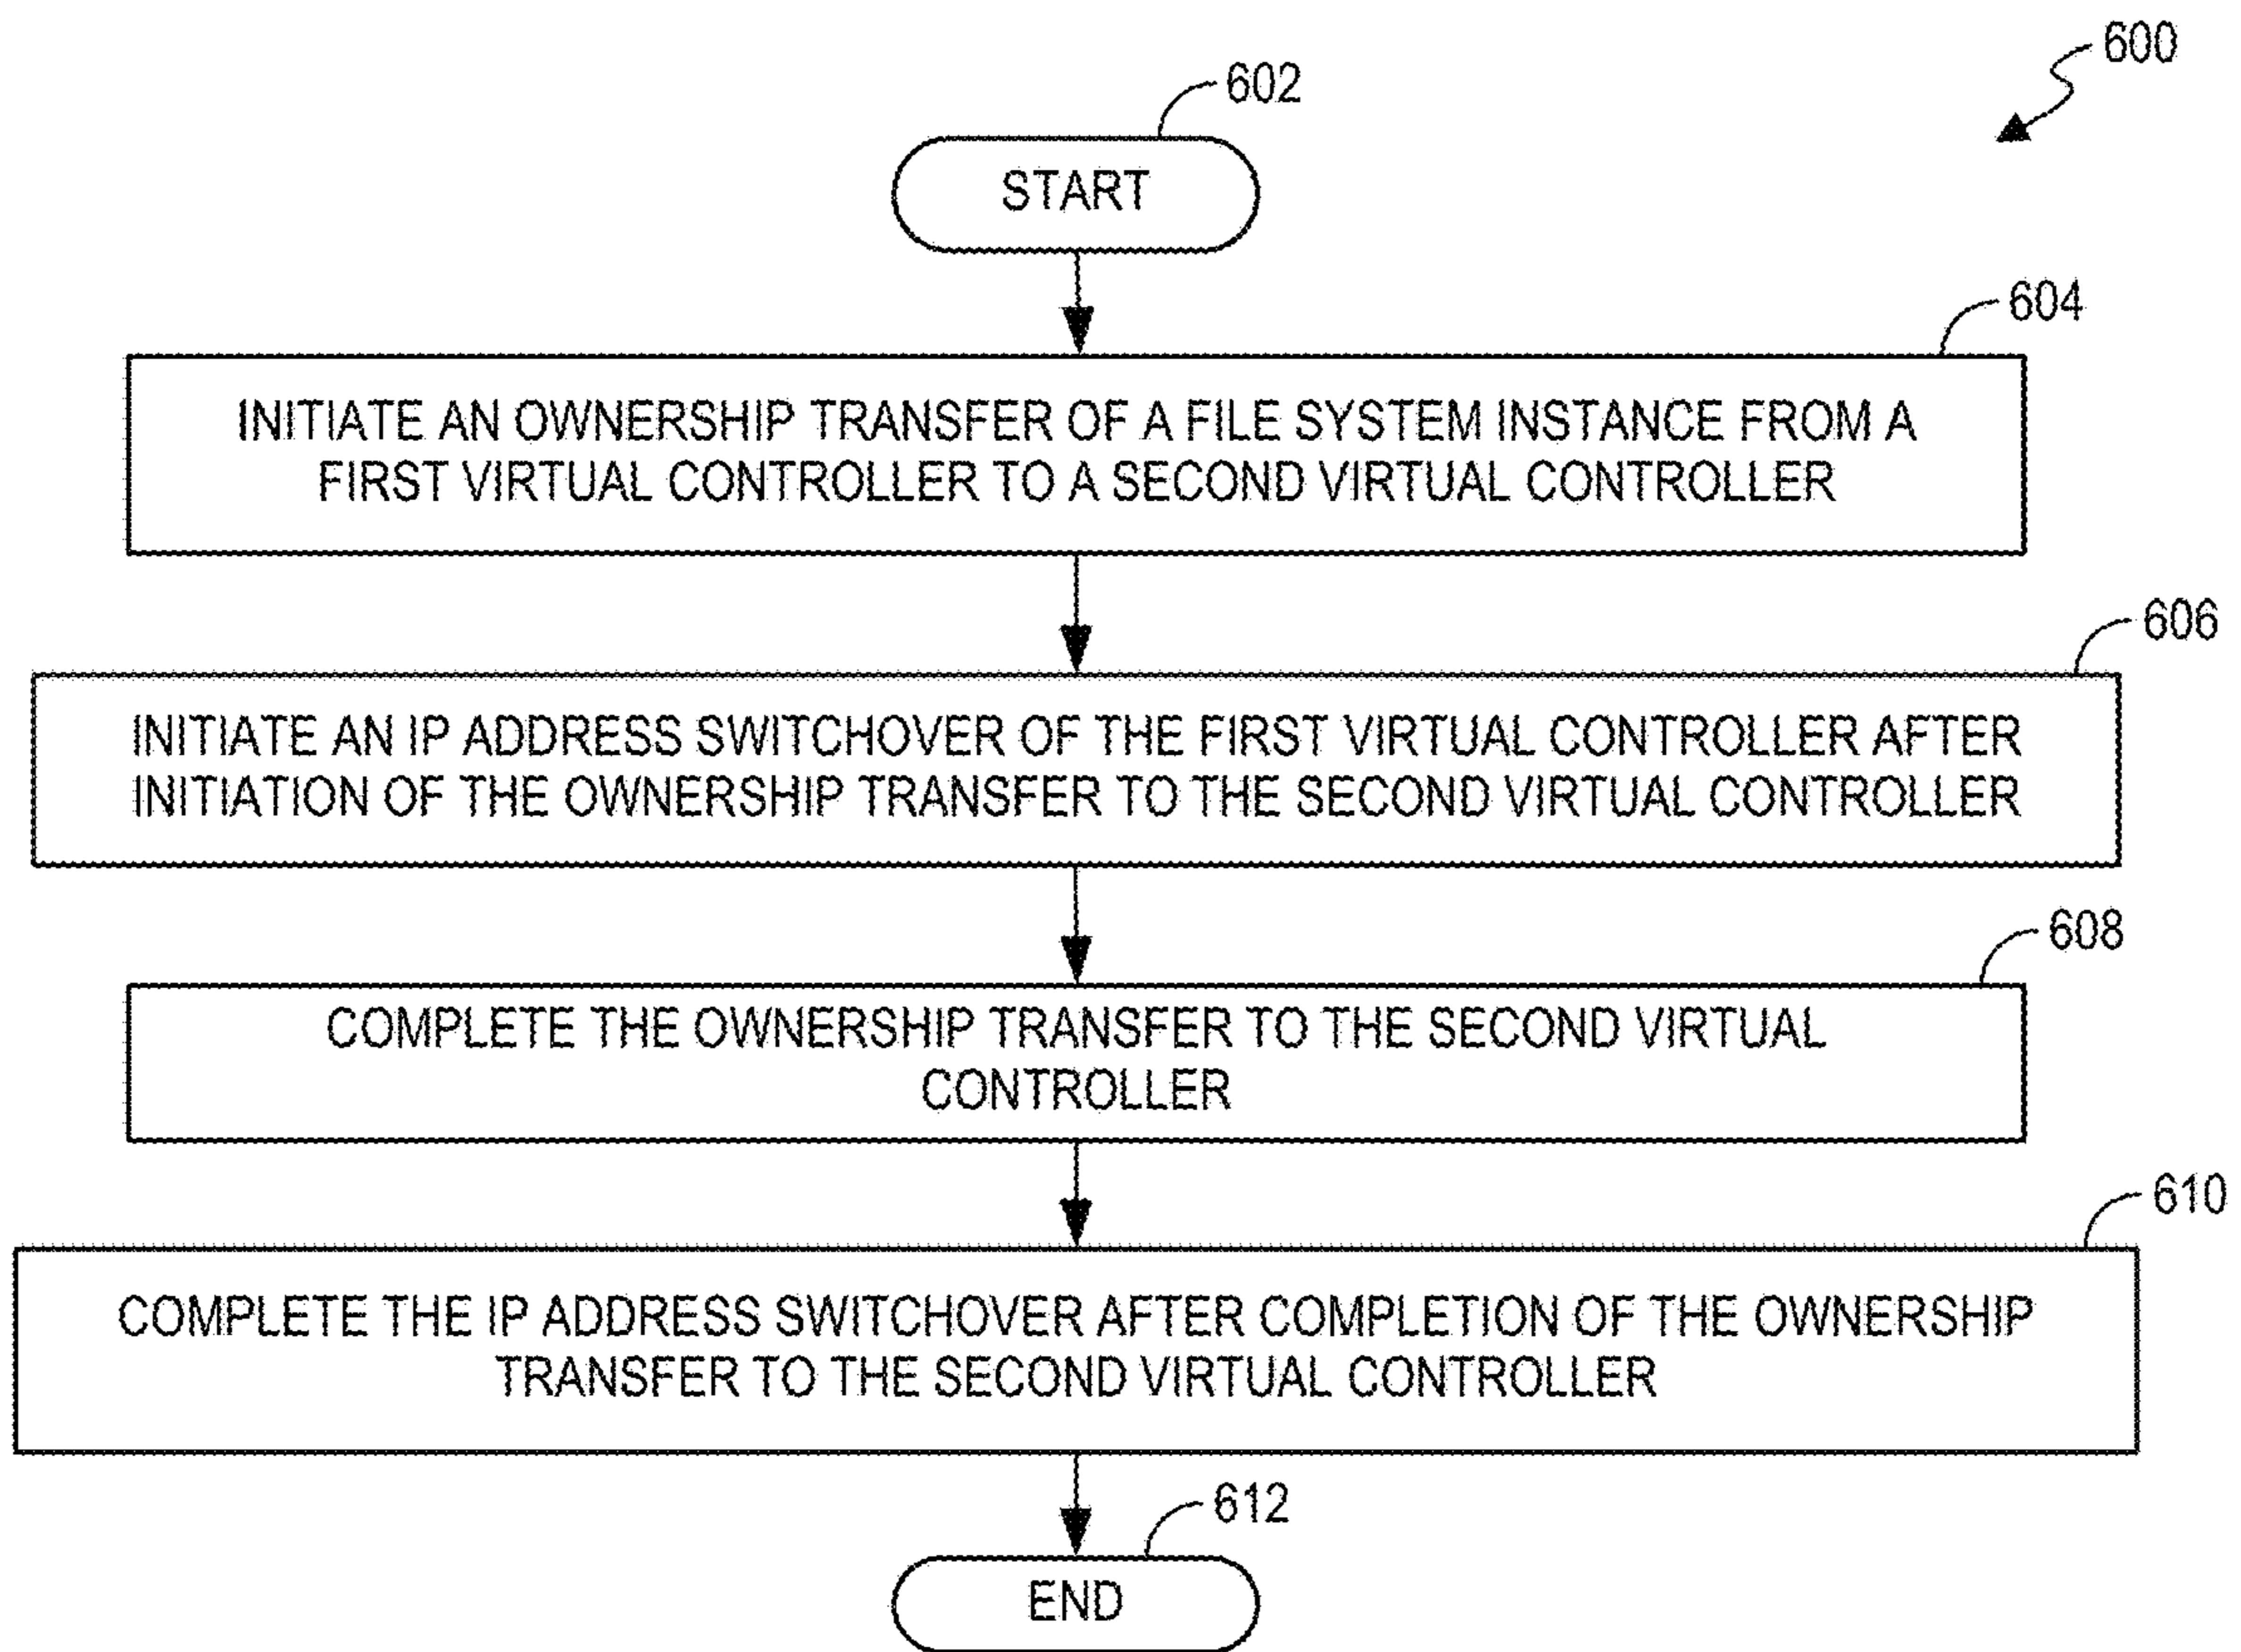 600
602
START
604
INITIATE AN OWNERSHIP TRANSFER OF A FILE SYSTEM INSTANCE FROM A
FIRST VIRTUAL CONTROLLER TO A SECOND VIRTUAL CONTROLLER
606
INITIATE AN IP ADDRESS SWITCHOVER OF THE FIRST VIRTUAL CONTROLLER AFTER
INITIATION OF THE OWNERSHIP TRANSFER TO THE SECOND VIRTUAL CONTROLLER
608
COMPLETE THE OWNERSHIP TRANSFER TO THE SECOND VIRTUAL
CONTROLLER
610
COMPLETE THE IP ADDRESS SWITCHOVER AFTER COMPLETION OF THE OWNERSHIP
TRANSFER TO THE SECOND VIRTUAL CONTROLLER
612
END